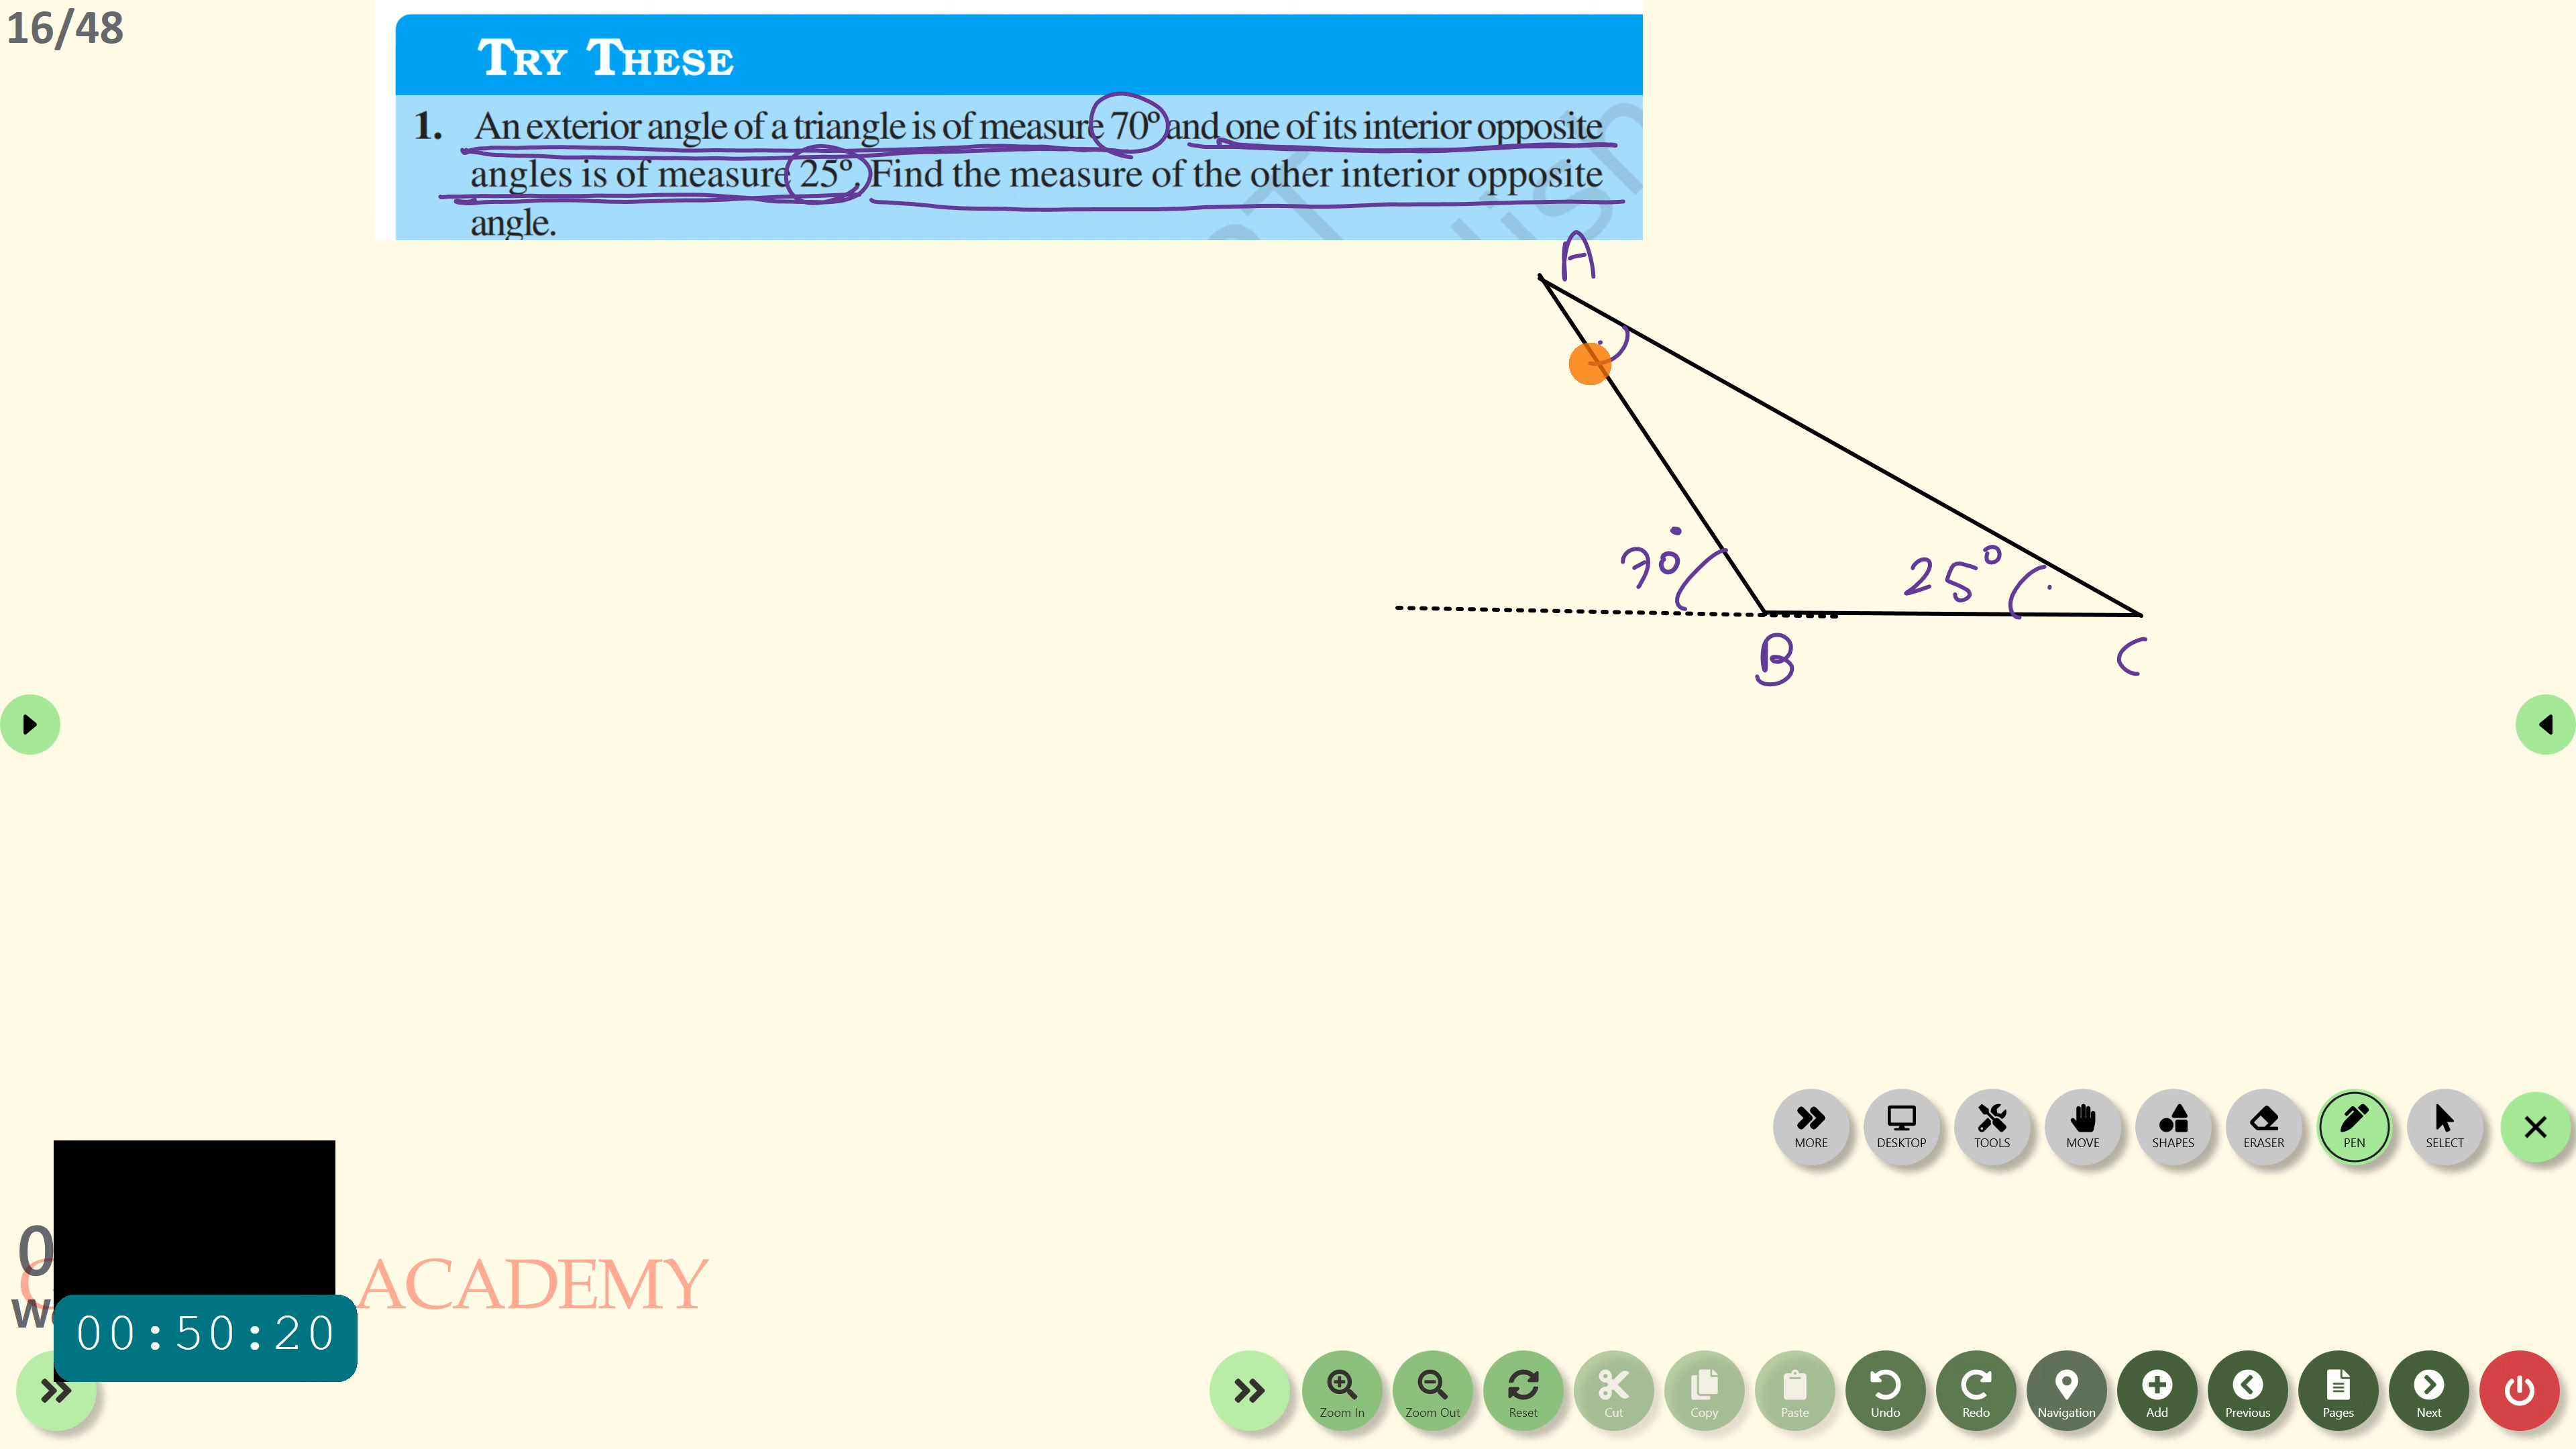 16/48
TRY THESE
1. An exterior angle of a triangle is of measure 70° and one of its interior opposite
angles is of measure 25°. Find the measure of the other interior opposite
angle.
A
70°
25°
B
C
MORE
DESKTOP
TOOLS
MOVE
SHAPES
ERASER
PEN
SELECT
ACADEMY
00:50:20
Zoom In
Zoom Out
Reset
Cut
Copy
Paste
Undo
Redo
Navigation
Add
Previous
Pages
Next